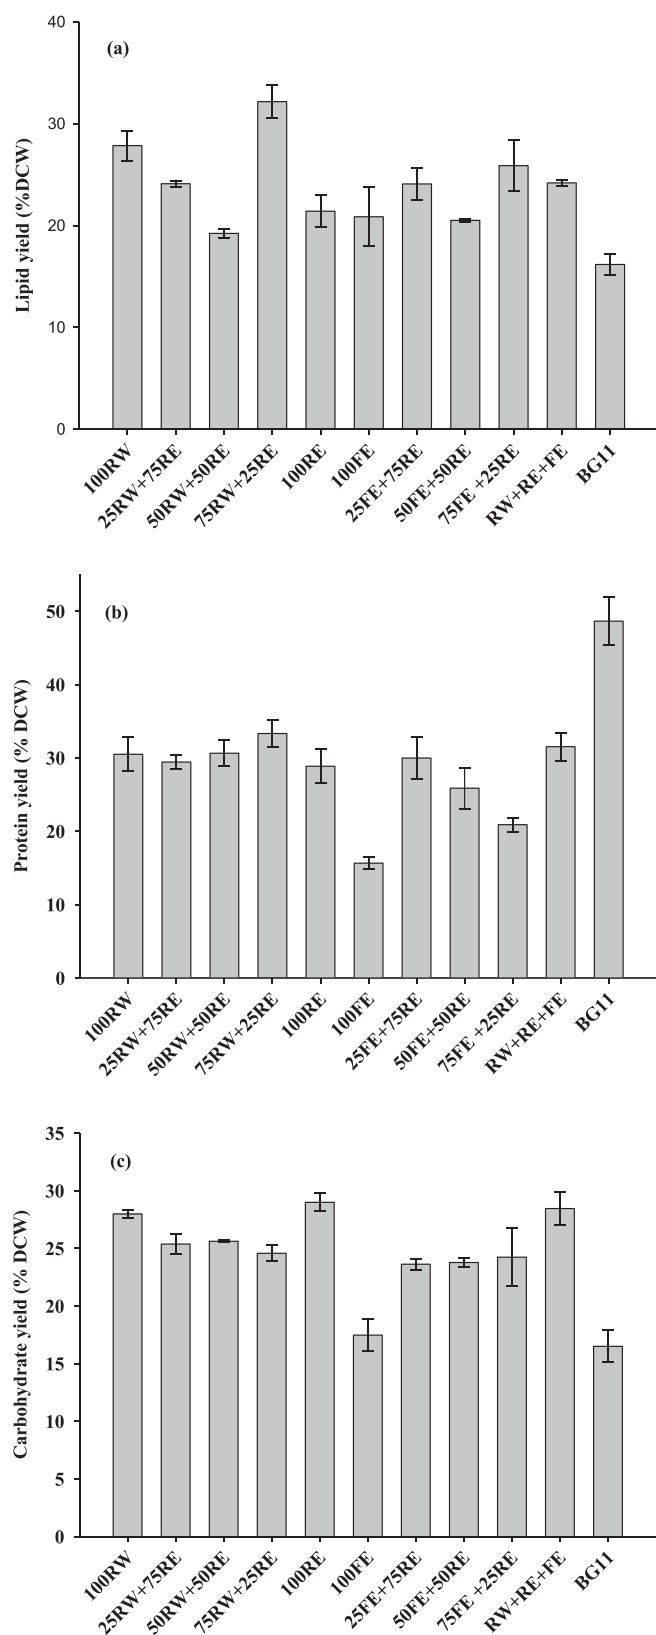 (a)
Lipid yield (%DCW)
40
30
20
10
0
100RW
25RW+75RE
50RW+50RE
75RW+25RE
100RE
100FE
25FE+75RE
50FE+50RE
75FE +25RE
RW+RE+FE
BG11
(b)
Protein yield (% DCW)
50
40
30
20
10
0
100RW
25RW+75RE
50RW+50RE
75RW+25RE
100RE
100FE
25FE+75RE
50FE+50RE
75FE +25RE
RW+RE+FE
BG11
(c)
Carbohydrate yield (% DCW)
35
30
25
20
15
10
5
0
100RW
25RW+75RE
50RW+50RE
75RW+25RE
100RE
100FE
25FE+75RE
50FE+50RE
75FE +25RE
RW+RE+FE
BG11